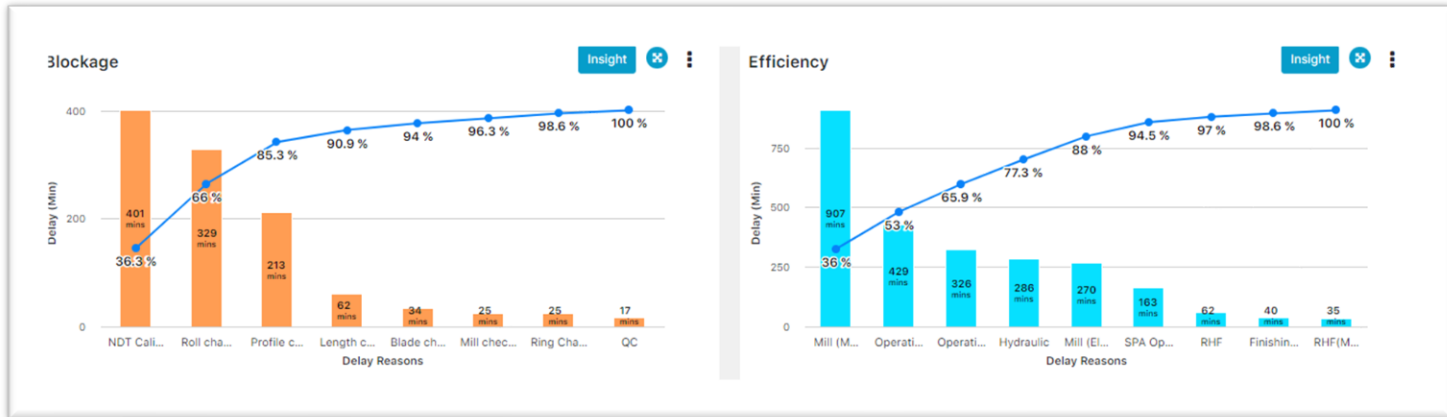 Blockage
Insight
400
200
0
Delay (Min)
401
mins
329
mins
213
mins
62
mins
34
mins
25
mins
25
mins
17
mins
36.3 %
66 %
85.3 %
90.9 %
94 %
96.3 %
98.6 %
100 %
NDT Cali...
Roll cha...
Profile c...
Length c...
Blade ch...
Mill chec...
Ring Cha...
QC
Delay Reasons
Efficiency
Insight
750
500
250
0
Delay (Min)
907
mins
429
mins
326
mins
286
mins
270
mins
163
mins
62
mins
40
mins
35
mins
36 %
53 %
65.9 %
77.3 %
88 %
94.5 %
97 %
98.6 %
100 %
Mill (M...
Operati...
Operati...
Hydraulic
Mill (El...
SPA Op...
RHF
Finishin...
RHF(M...
Delay Reasons